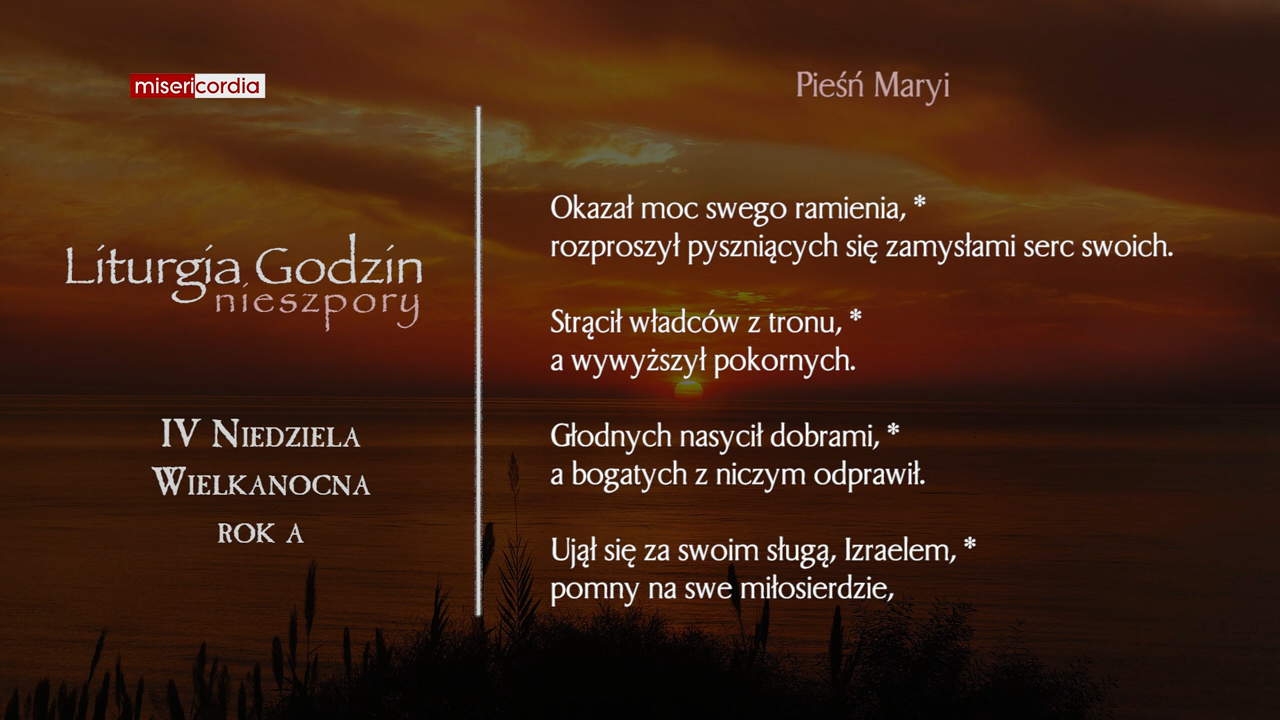 misericordia
Liturgia Godzin
nieszpory
IV Niedziela
Wielkanocna
rok A
Pieśń Maryi
Okazał moc swego ramienia, *
rozproszył pyszniących się zamysłami serc swoich.
Strącił władców z tronu, *
a wywyższył pokornych.
Głodnych nasycił dobrami, *
a bogatych z niczym odprawił.
Ujął się za swoim sługą, Izraelem, *
pomny na swe miłosierdzie,